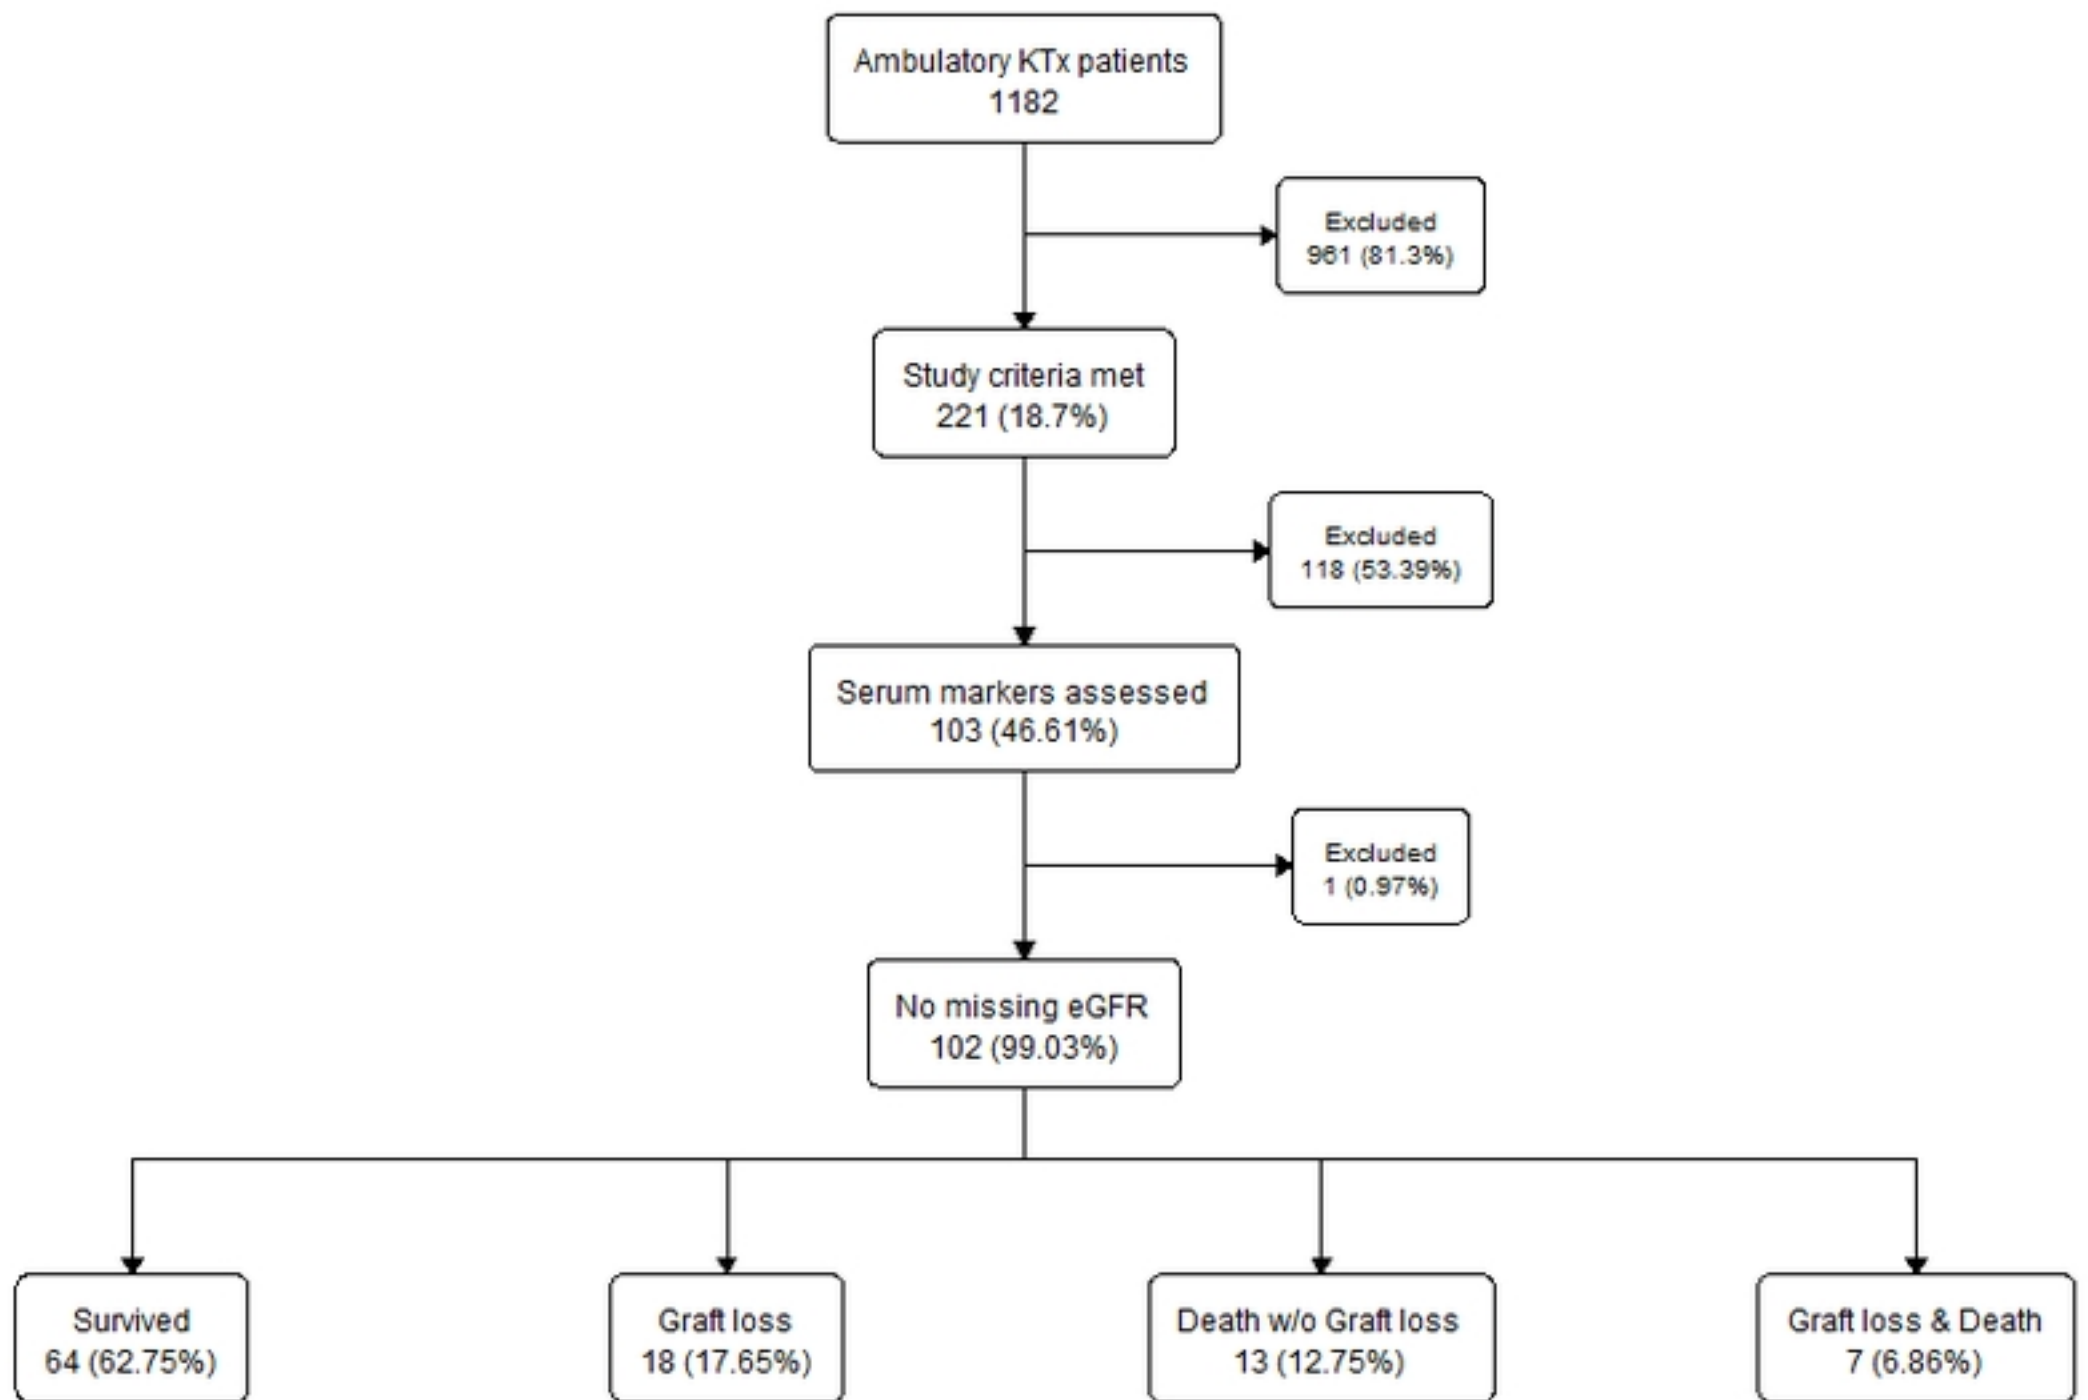 Ambulatory KTx patients
1182
Excluded
961 (81.3%)
Study criteria met
221 (18.7%)
Excluded
118 (53.39%)
Serum markers assessed
103 (46.61%)
Excluded
1 (0.97%)
No missing eGFR
102 (99.03%)
Survived
64 (62.75%)
Graft loss
18 (17.65%)
Death w/o Graft loss
13 (12.75%)
Graft loss & Death
7 (6.86%)